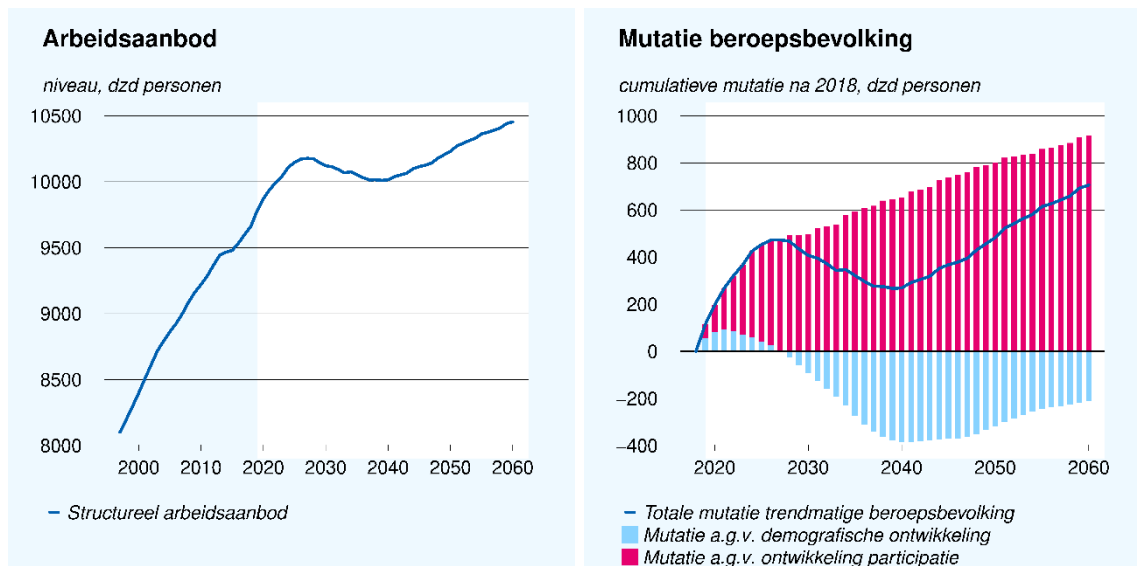 Arbeidsaanbod
niveau, dzd personen
10500
10000
9500
9000
8500
8000
2000 2010 2020 2030 2040 2050 2060
Structureel arbeidsaanbod
Mutatie beroepsbevolking
cumulatieve mutatie na 2018, dzd personen
1000
800
600
400
200
0
−200
−400
2020 2030 2040 2050 2060
Totale mutatie trendmatige beroepsbevolking
Mutatie a.g.v. demografische ontwikkeling
Mutatie a.g.v. ontwikkeling participatie